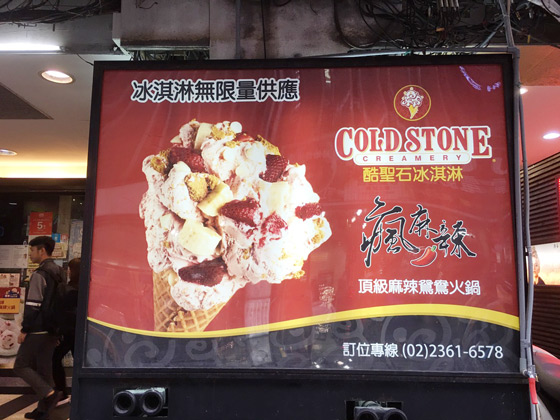 冰淇淋無限量供應
COLD STONE
CREAMERY
酷聖石冰淇淋
瘋麻辣
頂級麻辣鴛鴦火鍋
訂位專線 (02)2361-6578